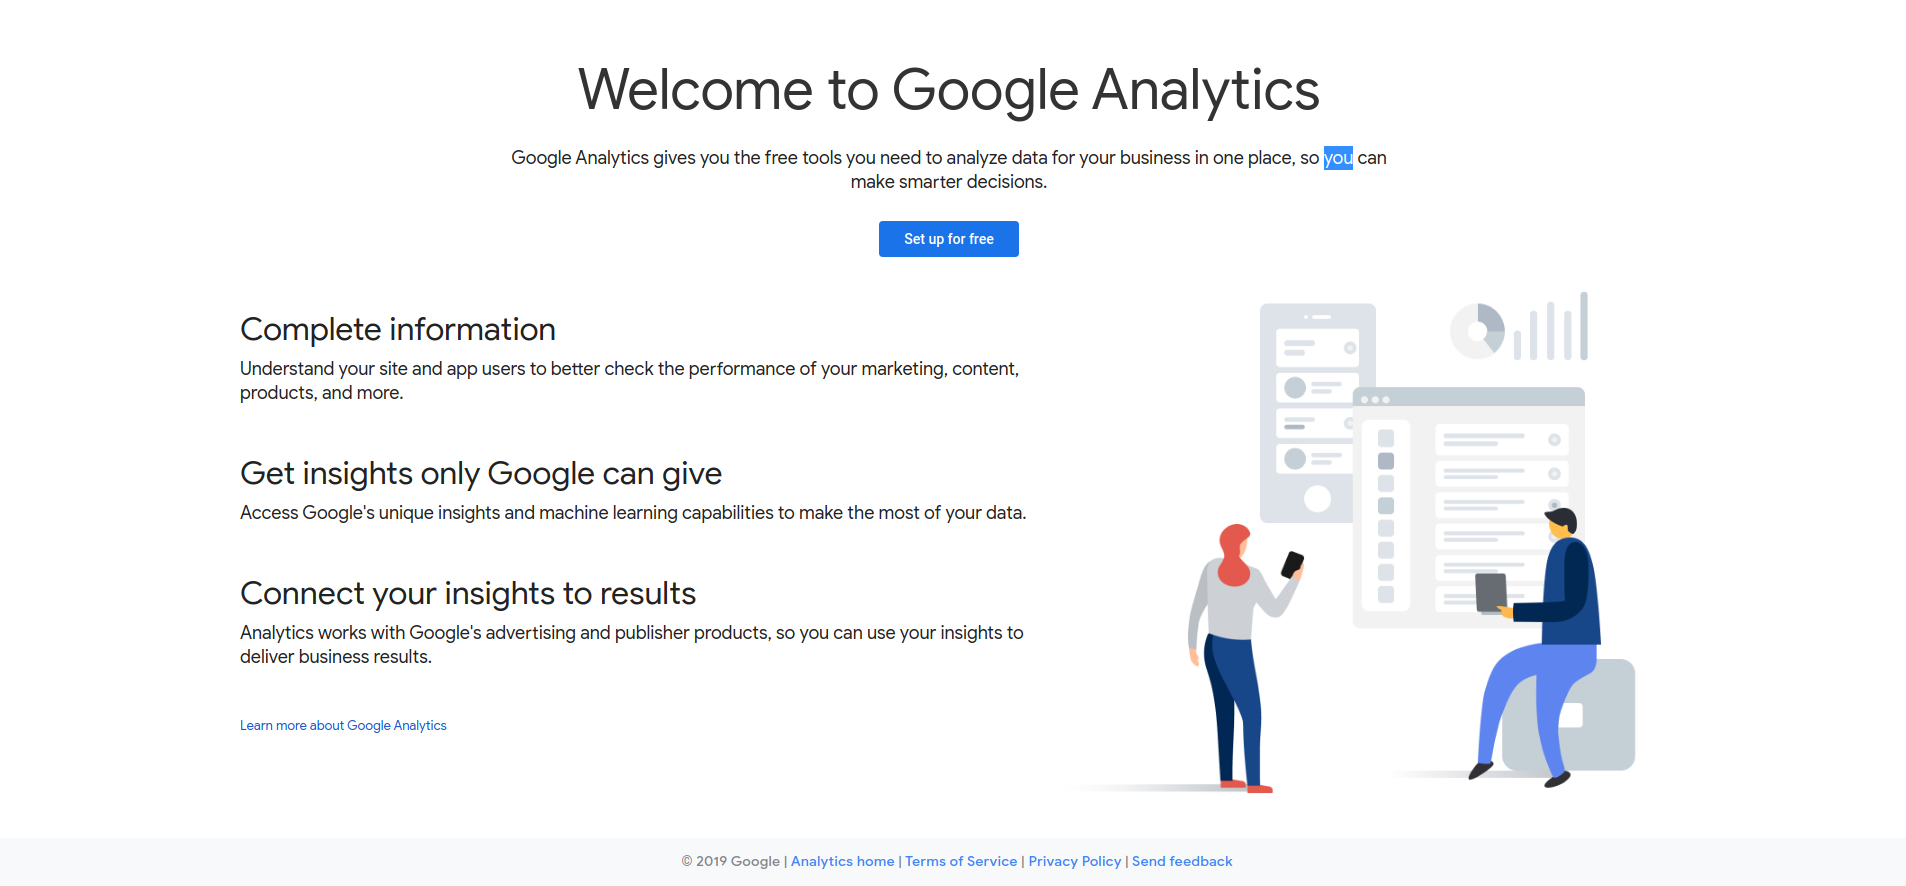 Welcome to Google Analytics
Google Analytics gives you the free tools you need to analyze data for your business in one place, so you can
make smarter decisions.
Set up for free
Complete information
Understand your site and app users to better check the performance of your marketing, content,
products, and more.
Get insights only Google can give
Access Google's unique insights and machine learning capabilities to make the most of your data.
Connect your insights to results
Analytics works with Google's advertising and publisher products, so you can use your insights to
deliver business results.
Learn more about Google Analytics
© 2019 Google | Analytics home | Terms of Service | Privacy Policy | Send feedback